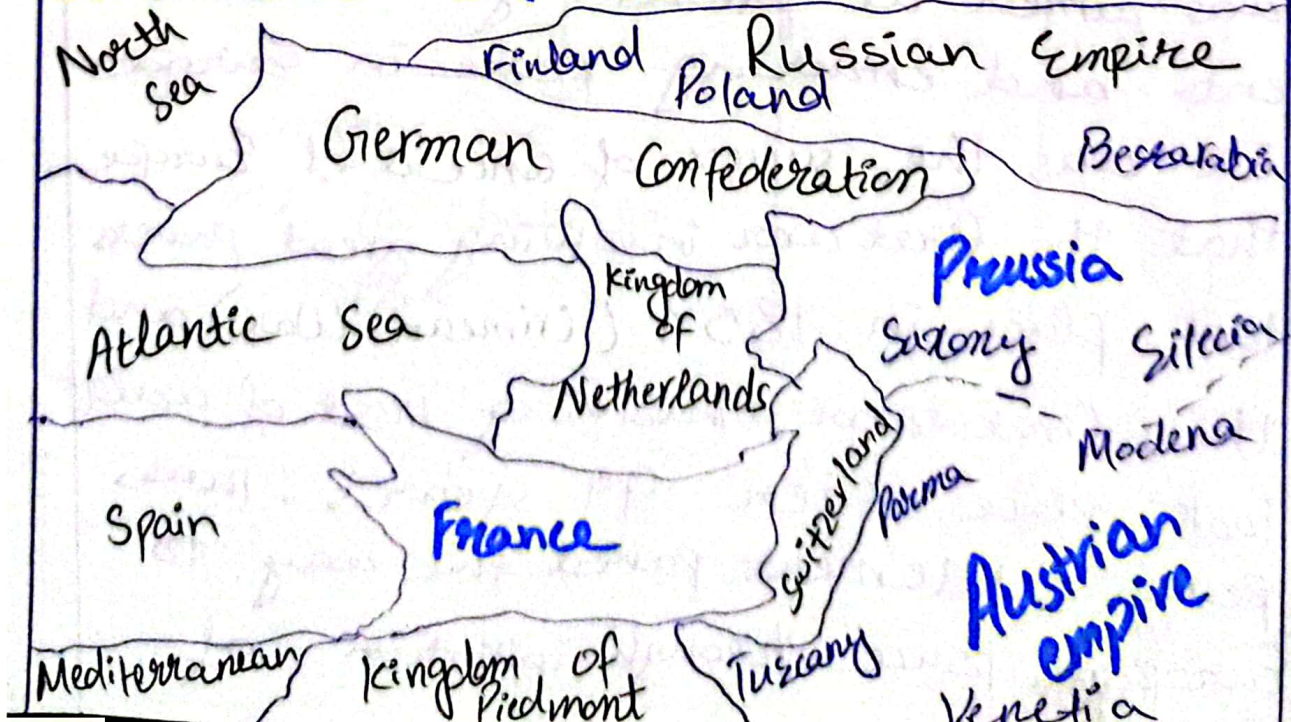 North
Sea
Finland
Russian Empire
Poland
German
Confederation
Bessarabia
Prussia
Kingdom
of
Netherlands
Atlantic Sea
Saxony
Silecia
Modena
Switzerland
Parma
Spain
France
Austrian
empire
Mediterranean
Kingdom of
Piedmont
Tuscany
Venetia